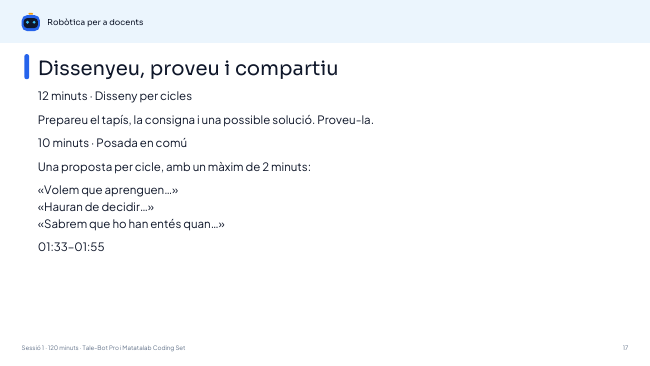 Robòtica per a docents
Dissenyeu, proveu i compartiu
12 minuts · Disseny per cicles
Prepareu el tapís, la consigna i una possible solució. Proveu-la.
10 minuts · Posada en comú
Una proposta per cicle, amb un màxim de 2 minuts:
«Volem que aprenguen…»
«Hauran de decidir…»
«Sabrem que ho han entés quan…»
01:33–01:55
Sessió 1 · 120 minuts · Tale-Bot Pro i Matatalab Coding Set
17